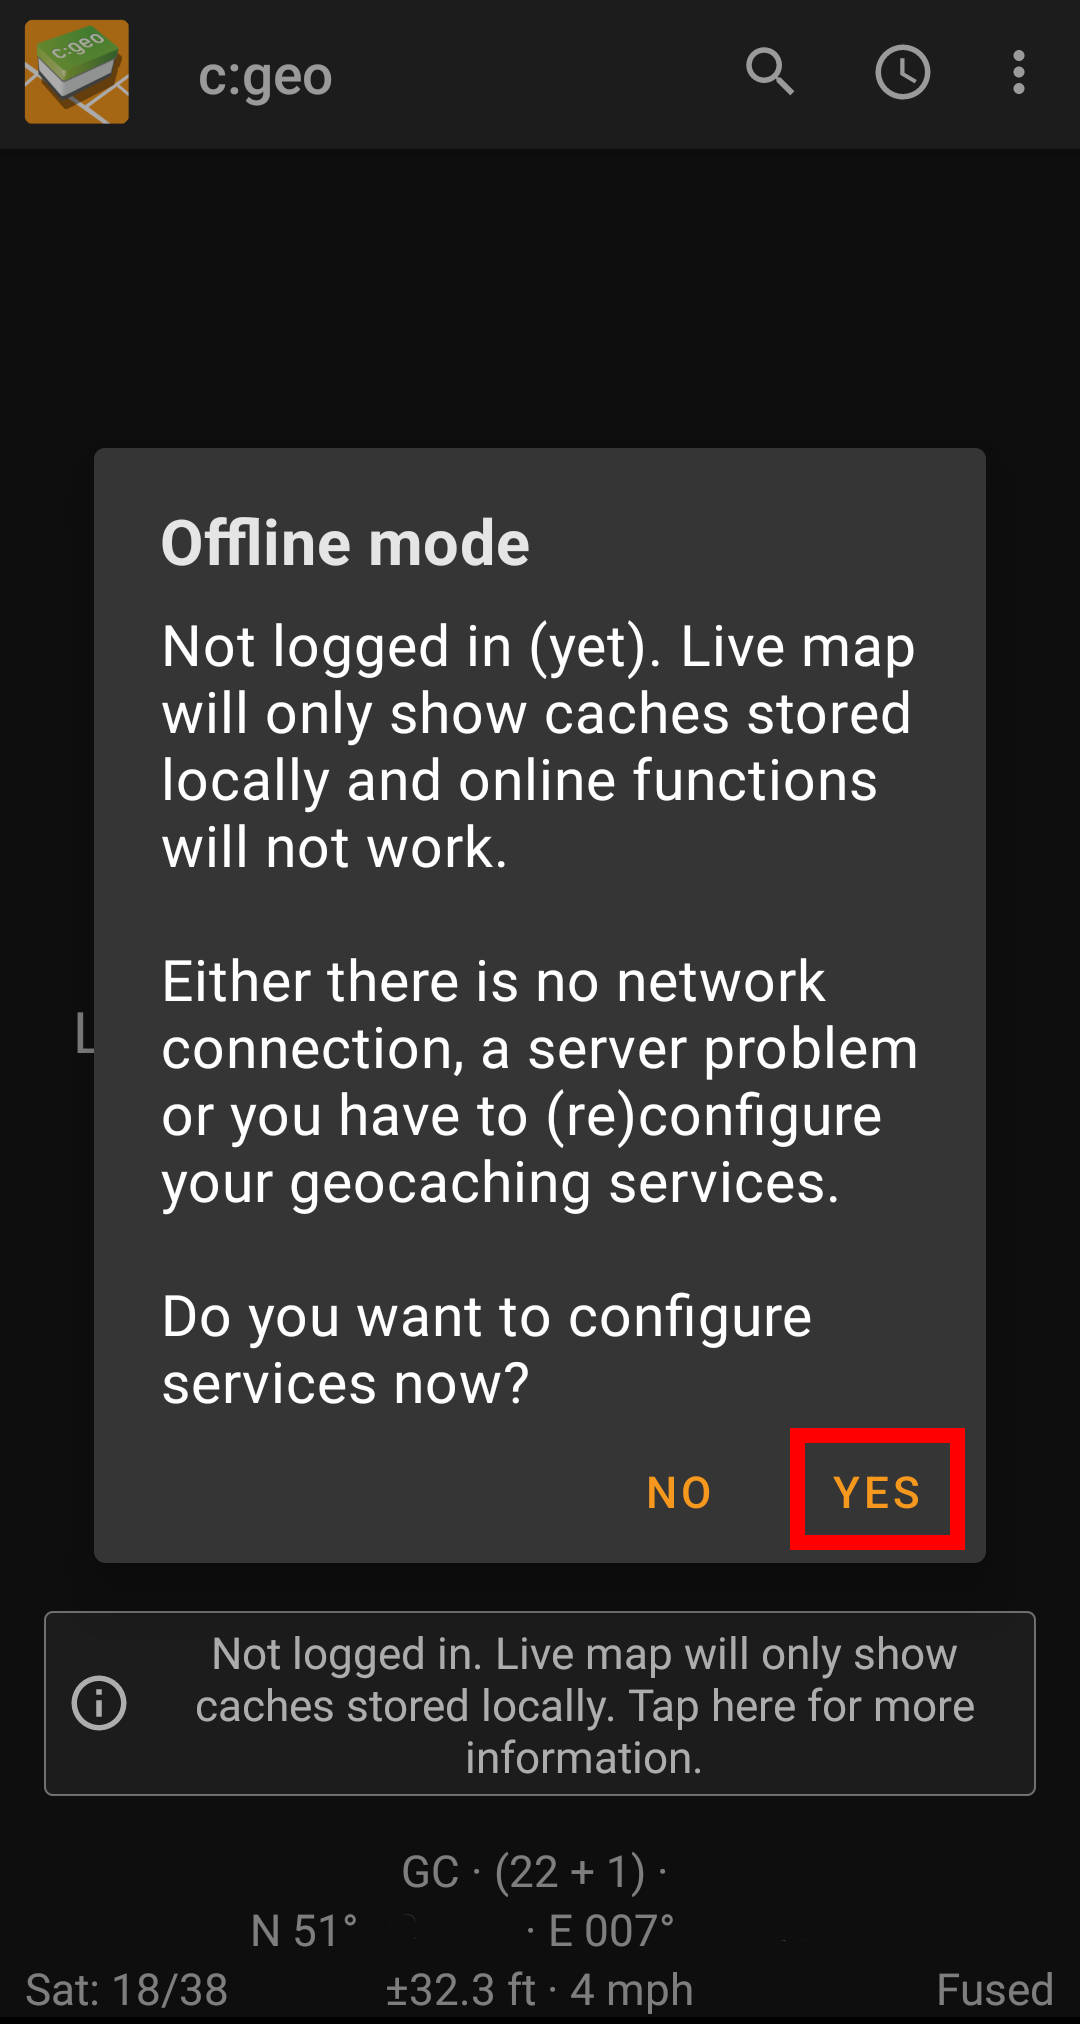 c:geo
c:geo
Offline mode
Not logged in (yet). Live map
will only show caches stored
locally and online functions
will not work.
Either there is no network
connection, a server problem
or you have to (re)configure
your geocaching services.
L
Do you want to configure
services now?
NO YES
Not logged in. Live map will only show
caches stored locally. Tap here for more
information.
GC · (22 + 1) ·
N 51° · E 007°
Sat: 18/38 ±32.3 ft · 4 mph Fused